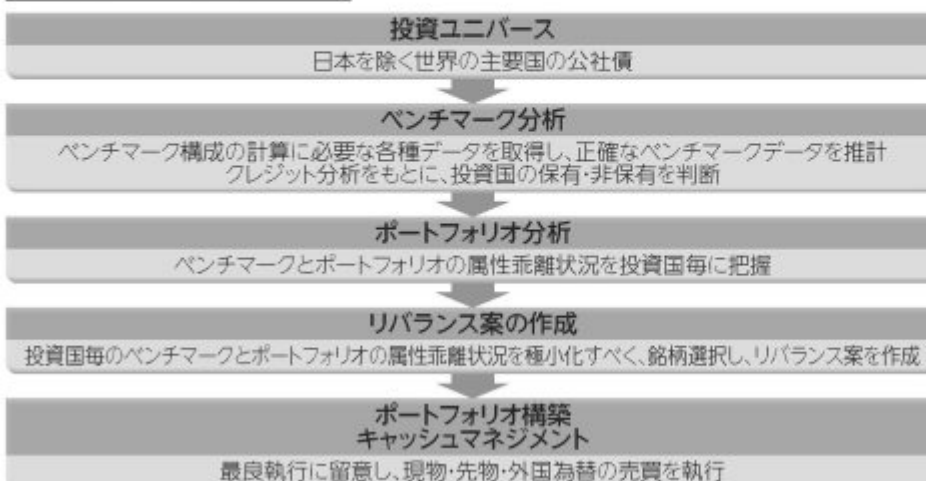 投資ユニバース
日本を除く世界の主要国の公社債
ベンチマーク分析
ベンチマーク構成の計算に必要な各種データを取得し、正確なベンチマークデータを推計
クレジット分析をもとに、投資国の保有・非保有を判断
ポートフォリオ分析
ベンチマークとポートフォリオの属性乖離状況を投資国毎に把握
リバランス案の作成
投資国毎のベンチマークとポートフォリオの属性乖離状況を極小化すべく、銘柄選択し、リバランス案を作成
ポートフォリオ構築
キャッシュマネジメント
最良執行に留意し、現物・先物・外国為替の売買を執行